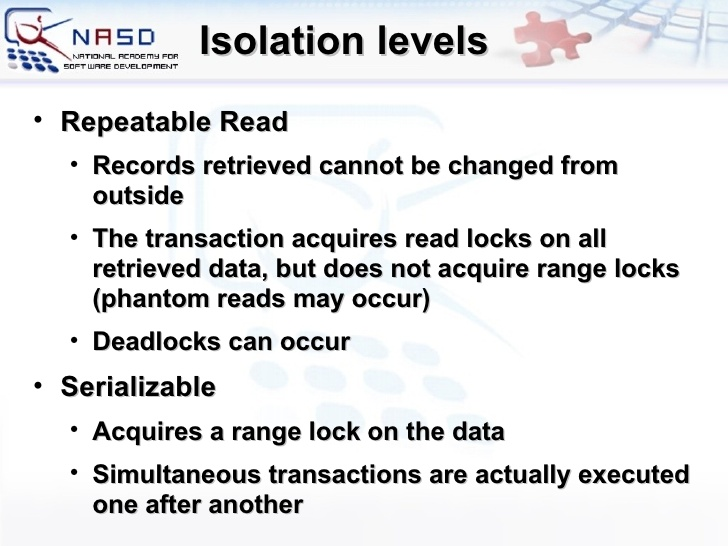 NASD
NATIONAL ACADEMY FOR
SOFTWARE DEVELOPMENT
Isolation levels
• Repeatable Read
• Records retrieved cannot be changed from
outside
• The transaction acquires read locks on all
retrieved data, but does not acquire range locks
(phantom reads may occur)
• Deadlocks can occur
• Serializable
• Acquires a range lock on the data
• Simultaneous transactions are actually executed
one after another